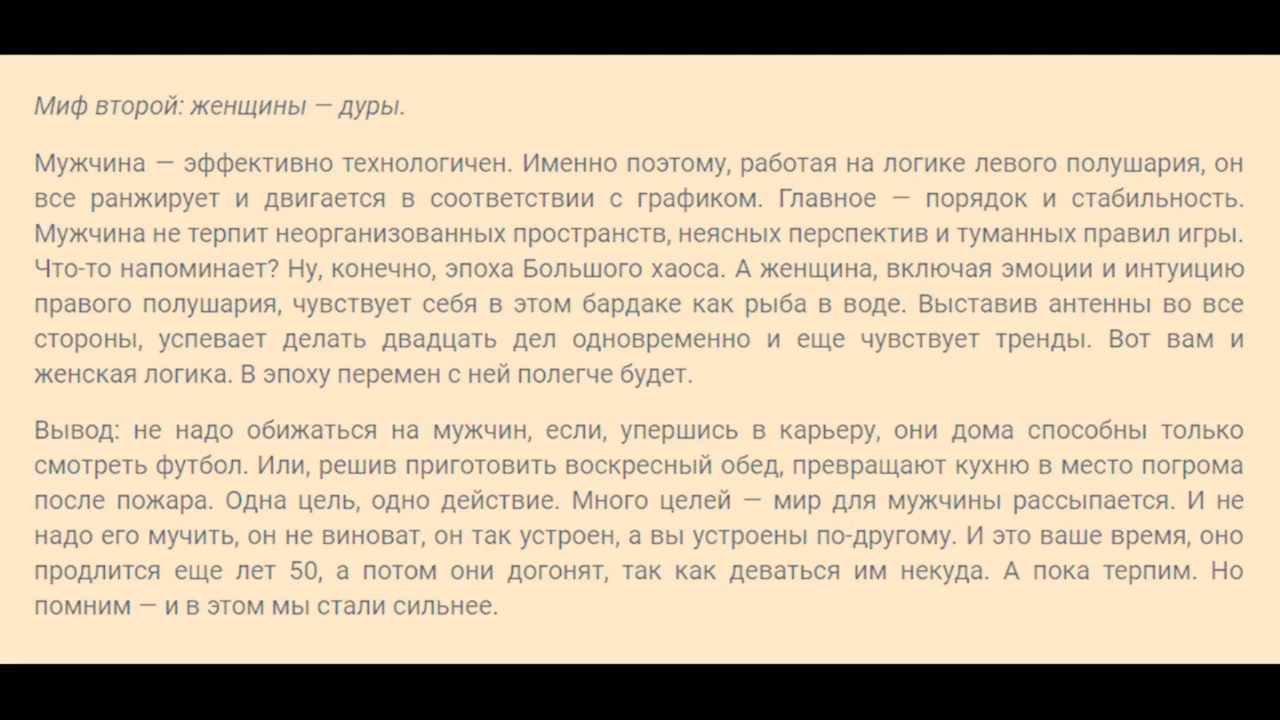 Миф второй: женщины — дуры.
Мужчина — эффективно технологичен. Именно поэтому, работая на логике левого полушария, он
все ранжирует и двигается в соответствии с графиком. Главное — порядок и стабильность.
Мужчина не терпит неорганизованных пространств, неясных перспектив и туманных правил игры.
Что-то напоминает? Ну, конечно, эпоха Большого хаоса. А женщина, включая эмоции и интуицию
правого полушария, чувствует себя в этом бардаке как рыба в воде. Выставив антенны во все
стороны, успевает делать двадцать дел одновременно и еще чувствует тренды. Вот вам и
женская логика. В эпоху перемен с ней полегче будет.
Вывод: не надо обижаться на мужчин, если, упершись в карьеру, они дома способны только
смотреть футбол. Или, решив приготовить воскресный обед, превращают кухню в место погрома
после пожара. Одна цель, одно действие. Много целей — мир для мужчины рассыпается. И не
надо его мучить, он не виноват, он так устроен, а вы устроены по-другому. И это ваше время, оно
продлится еще лет 50, а потом они догонят, так как деваться им некуда. А пока терпим. Но
помним — и в этом мы стали сильнее.